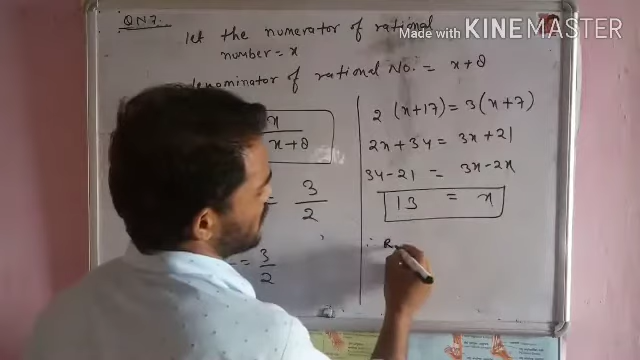 QN7.
let the numerator of rational
number = x
denominator of rational No. = x+8
x
x+8
= 3/2
= 3/2
2 (x+17) = 3(x+7)
2x+34 = 3x+21
34-21 = 3x-2x
13 = x
∴ R
Made with KINEMASTER